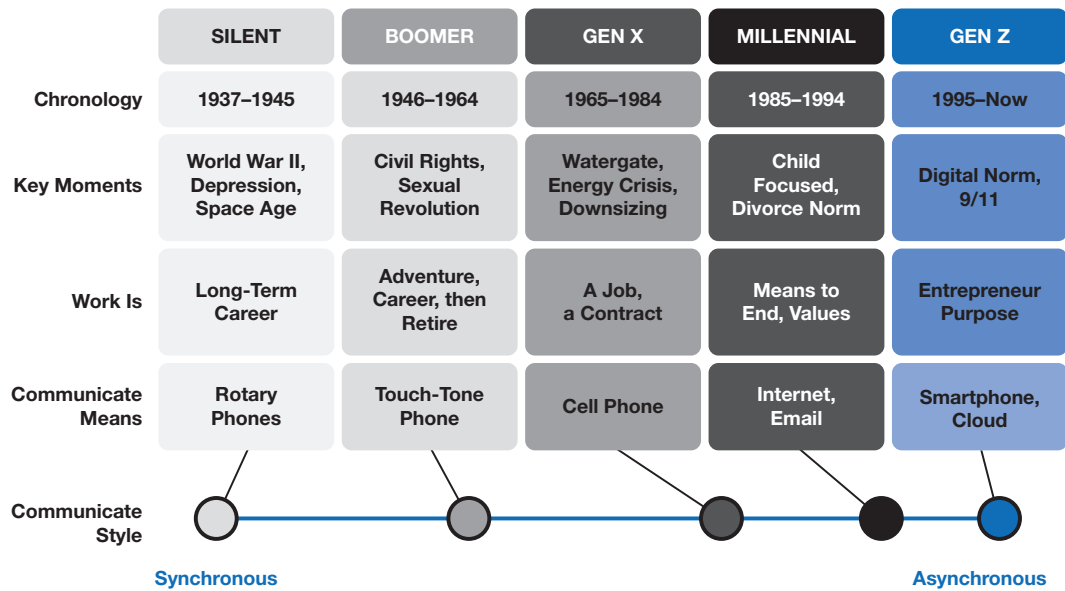 SILENT
BOOMER
GEN X
MILLENNIAL
GEN Z
Chronology
1937–1945
1946–1964
1965–1984
1985–1994
1995–Now
Key Moments
World War II,
Depression,
Space Age
Civil Rights,
Sexual
Revolution
Watergate,
Energy Crisis,
Downsizing
Child
Focused,
Divorce Norm
Digital Norm,
9/11
Work Is
Long-Term
Career
Adventure,
Career, then
Retire
A Job,
a Contract
Means to
End, Values
Entrepreneur
Purpose
Communicate
Means
Rotary
Phones
Touch-Tone
Phone
Cell Phone
Internet,
Email
Smartphone,
Cloud
Communicate
Style
Synchronous
Asynchronous